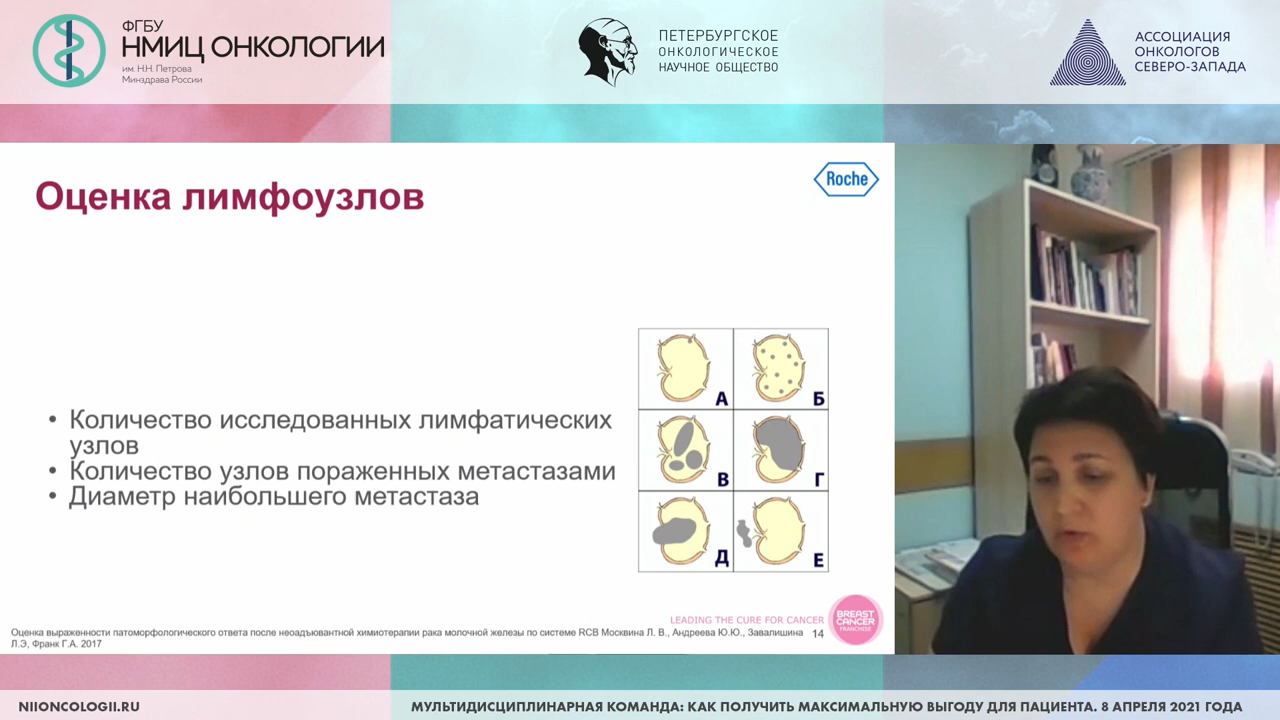 ФГБУ
НМИЦ ОНКОЛОГИИ
им. Н.Н. Петрова
Минздрава России
ПЕТЕРБУРГСКОЕ
ОНКОЛОГИЧЕСКОЕ
НАУЧНОЕ ОБЩЕСТВО
АССОЦИАЦИЯ
ОНКОЛОГОВ
СЕВЕРО-ЗАПАДА
Оценка лимфоузлов
Roche
• Количество исследованных лимфатических
узлов
• Количество узлов пораженных метастазами
• Диаметр наибольшего метастаза
А
Б
В
Г
Д
Е
LEADING THE CURE FOR CANCER
BREAST
CANCER
FRANCHISE
Оценка выраженности патоморфологического ответа после неоадъювантной химиотерапии рака молочной железы по системе RCB Москвина Л. В., Андреева Ю.Ю., Завалишина
Л.Э, Франк Г.А. 2017
14
NIIONCOLOGII.RU
МУЛЬТИДИСЦИПЛИНАРНАЯ КОМАНДА: КАК ПОЛУЧИТЬ МАКСИМАЛЬНУЮ ВЫГОДУ ДЛЯ ПАЦИЕНТА. 8 АПРЕЛЯ 2021 ГОДА